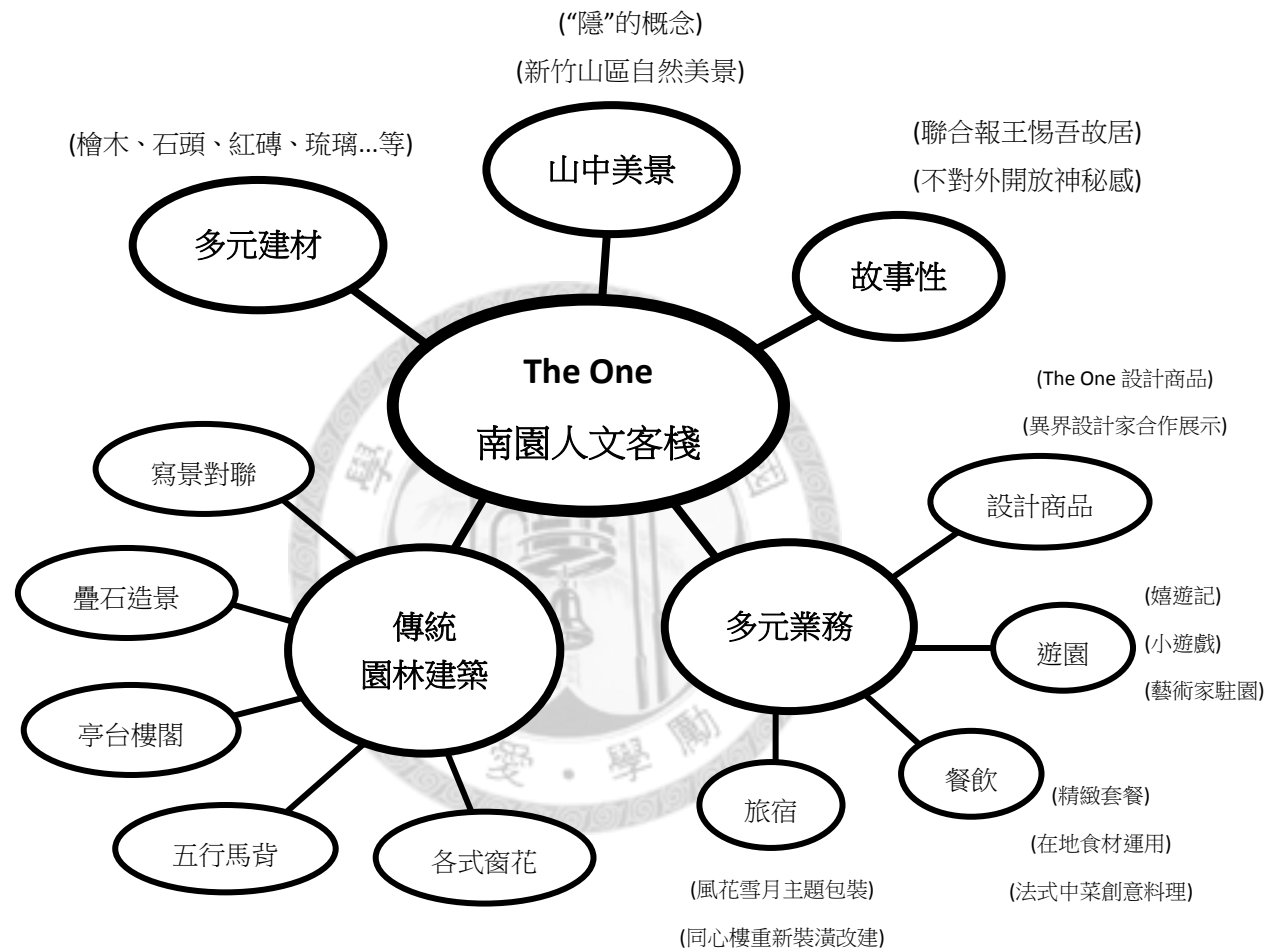 (“隱”的概念)
(新竹山區自然美景)
山中美景
(檜木、石頭、紅磚、琉璃...等)
多元建材
(聯合報王惕吾故居)
(不對外開放神秘感)
故事性
The One
南園人文客棧
寫景對聯
疊石造景
亭台樓閣
五行馬背
各式窗花
傳統
園林建築
多元業務
(The One 設計商品)
(異界設計家合作展示)
設計商品
遊園
(嬉遊記)
(小遊戲)
(藝術家駐園)
餐飲
(精緻套餐)
(在地食材運用)
(法式中菜創意料理)
旅宿
(風花雪月主題包裝)
(同心樓重新裝潢改建)
學
國
愛·學勵